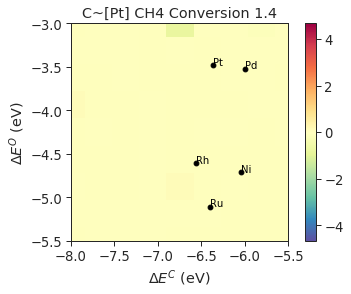 C~[Pt] CH4 Conversion 1.4
−3.0
−3.5
−4.0
−4.5
−5.0
−5.5
ΔE^O (eV)
Pt
Pd
Rh
Ni
Ru
−8.0 −7.5 −7.0 −6.5 −6.0 −5.5
ΔE^C (eV)
4
2
0
−2
−4